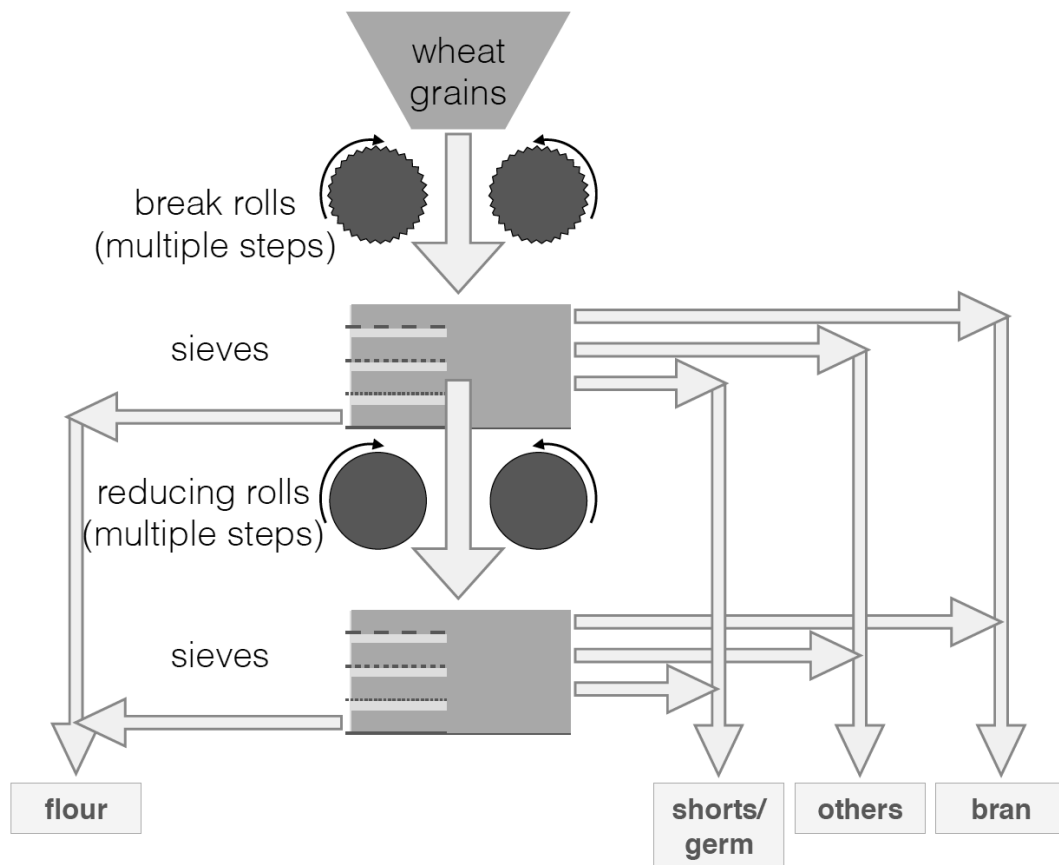 wheat
grains
break rolls
(multiple steps)
sieves
reducing rolls
(multiple steps)
sieves
flour
shorts/
germ
others
bran